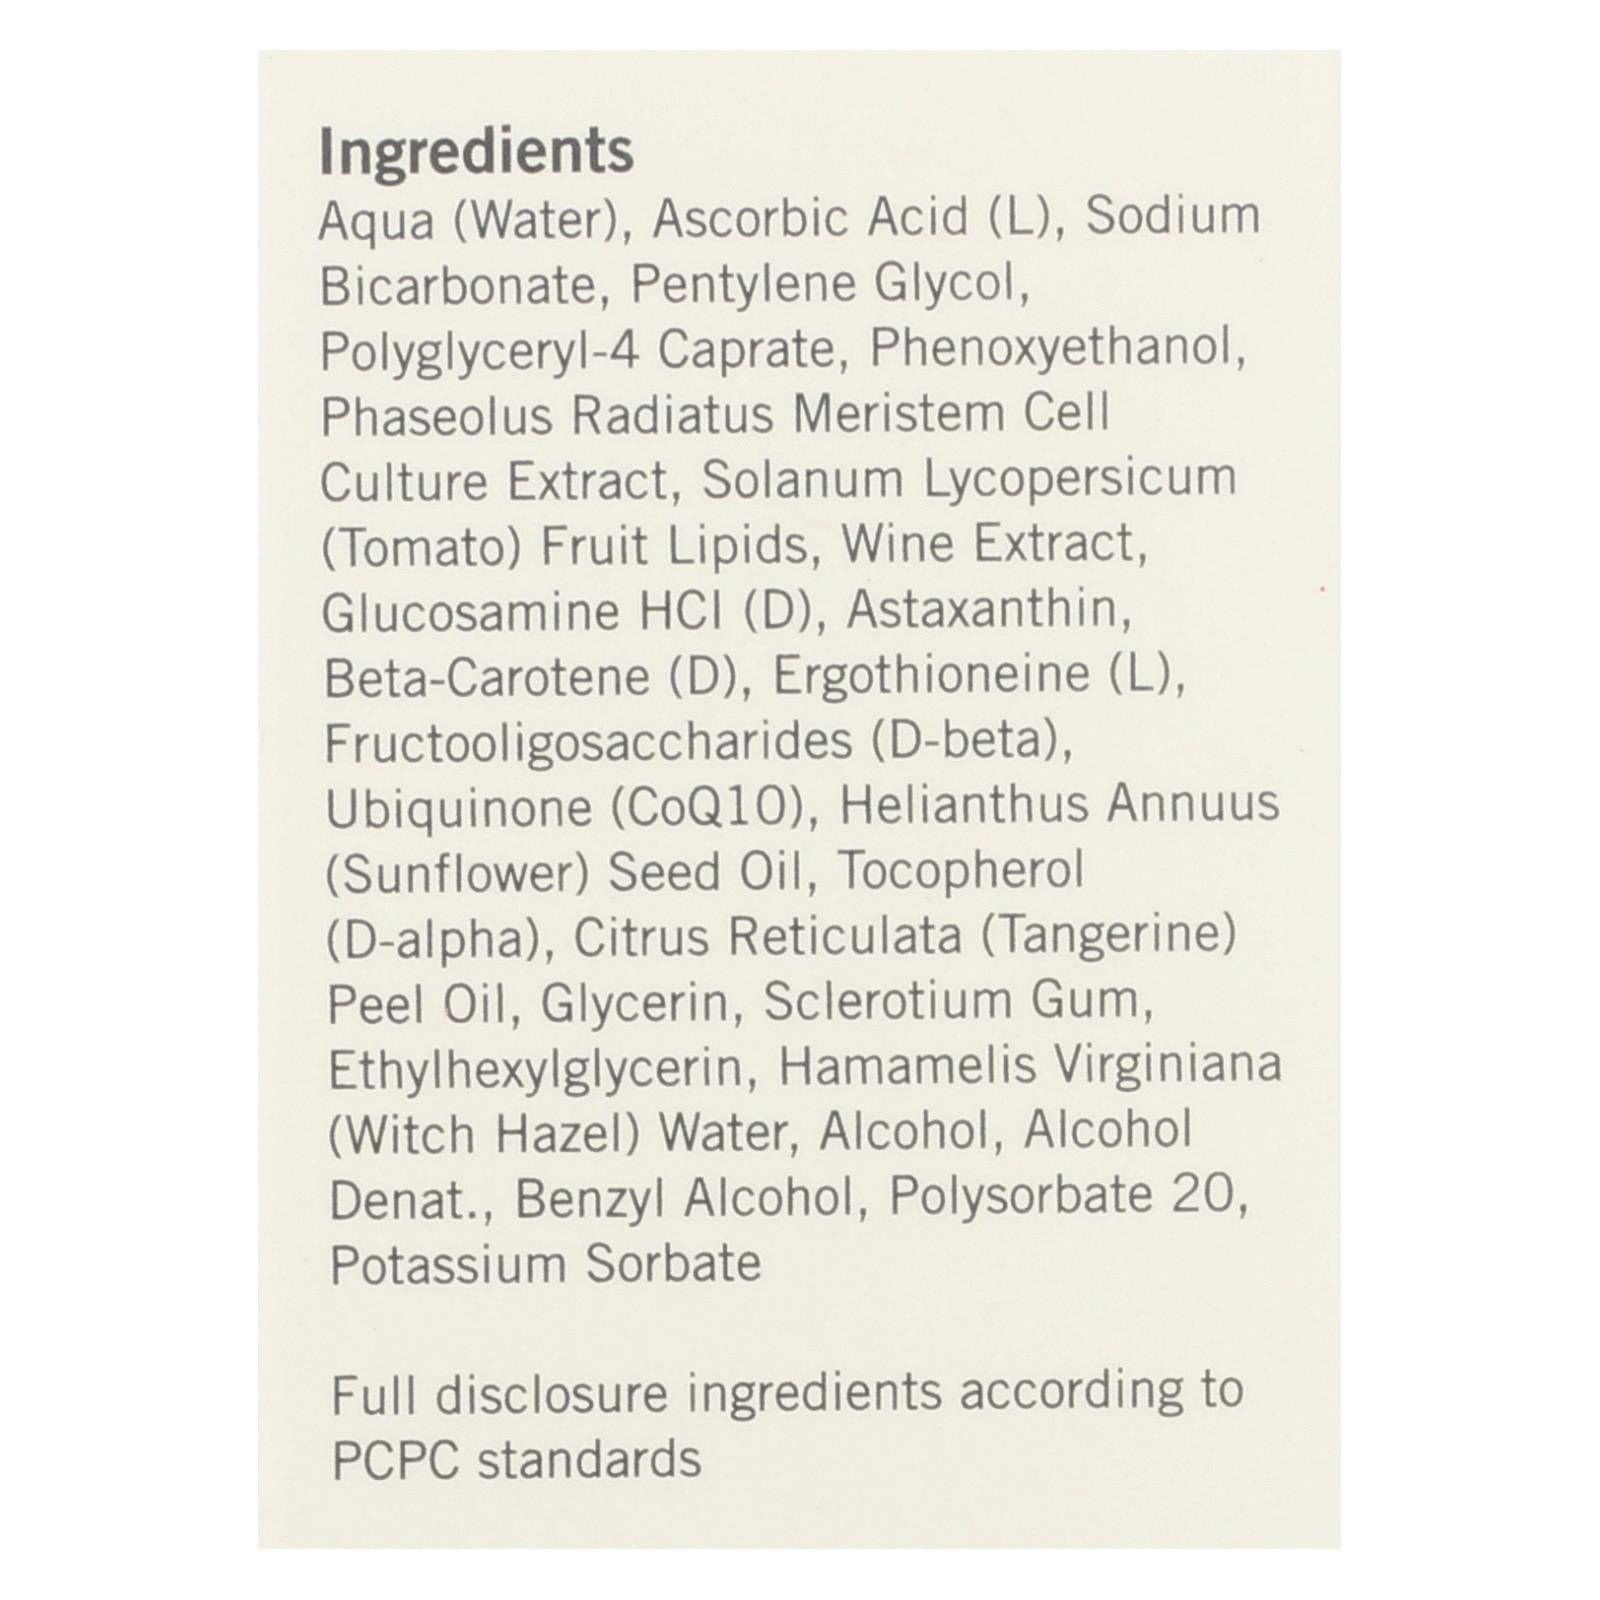 Ingredients
Aqua (Water), Ascorbic Acid (L), Sodium
Bicarbonate, Pentylene Glycol,
Polyglyceryl-4 Caprate, Phenoxyethanol,
Phaseolus Radiatus Meristem Cell
Culture Extract, Solanum Lycopersicum
(Tomato) Fruit Lipids, Wine Extract,
Glucosamine HCl (D), Astaxanthin,
Beta-Carotene (D), Ergothioneine (L),
Fructooligosaccharides (D-beta),
Ubiquinone (CoQ10), Helianthus Annuus
(Sunflower) Seed Oil, Tocopherol
(D-alpha), Citrus Reticulata (Tangerine)
Peel Oil, Glycerin, Sclerotium Gum,
Ethylhexylglycerin, Hamamelis Virginiana
(Witch Hazel) Water, Alcohol, Alcohol
Denat., Benzyl Alcohol, Polysorbate 20,
Potassium Sorbate
Full disclosure ingredients according to
PCPC standards